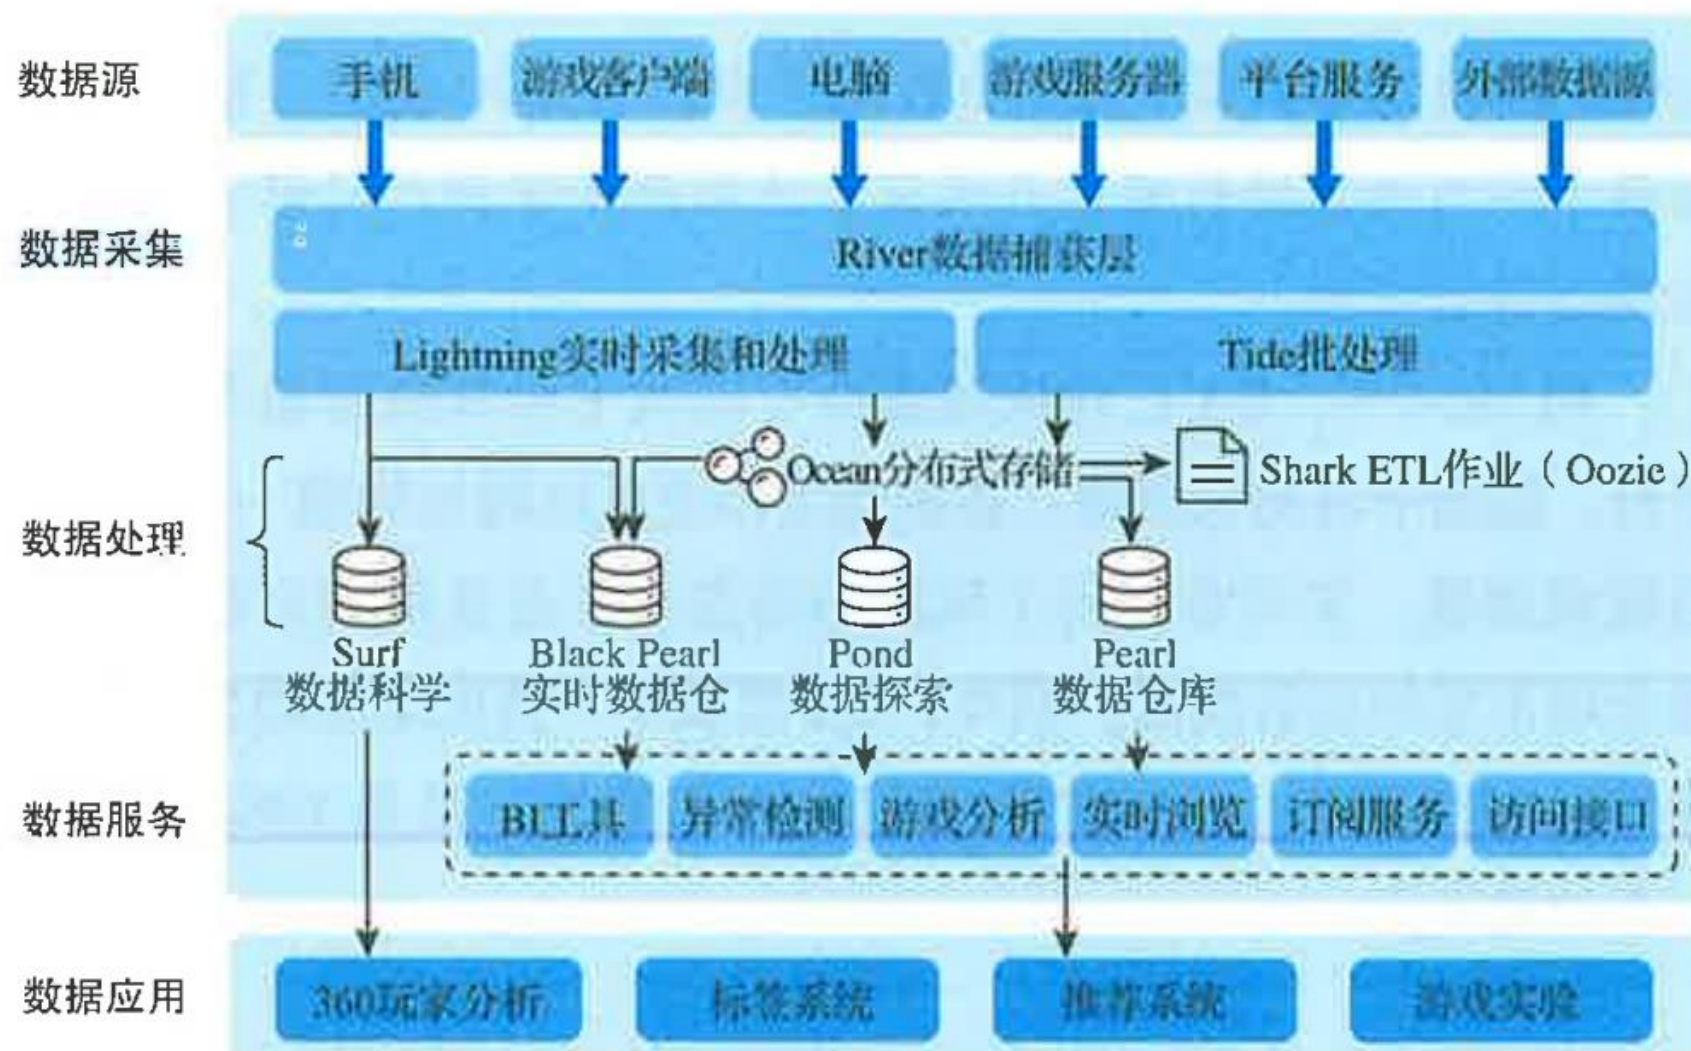 数据源
手机 游戏客户端 电脑 游戏服务器 平台服务 外部数据源
数据采集
River数据捕获层
Lightning实时采集和处理 Tide批处理
数据处理
Ocean分布式存储 Shark ETL作业（Oozie）
Surf Black Pearl Pond Pearl
数据科学 实时数据仓 数据探索 数据仓库
数据服务
BI工具 异常检测 游戏分析 实时浏览 订阅服务 访问接口
数据应用
360玩家分析 标签系统 推荐系统 游戏实验